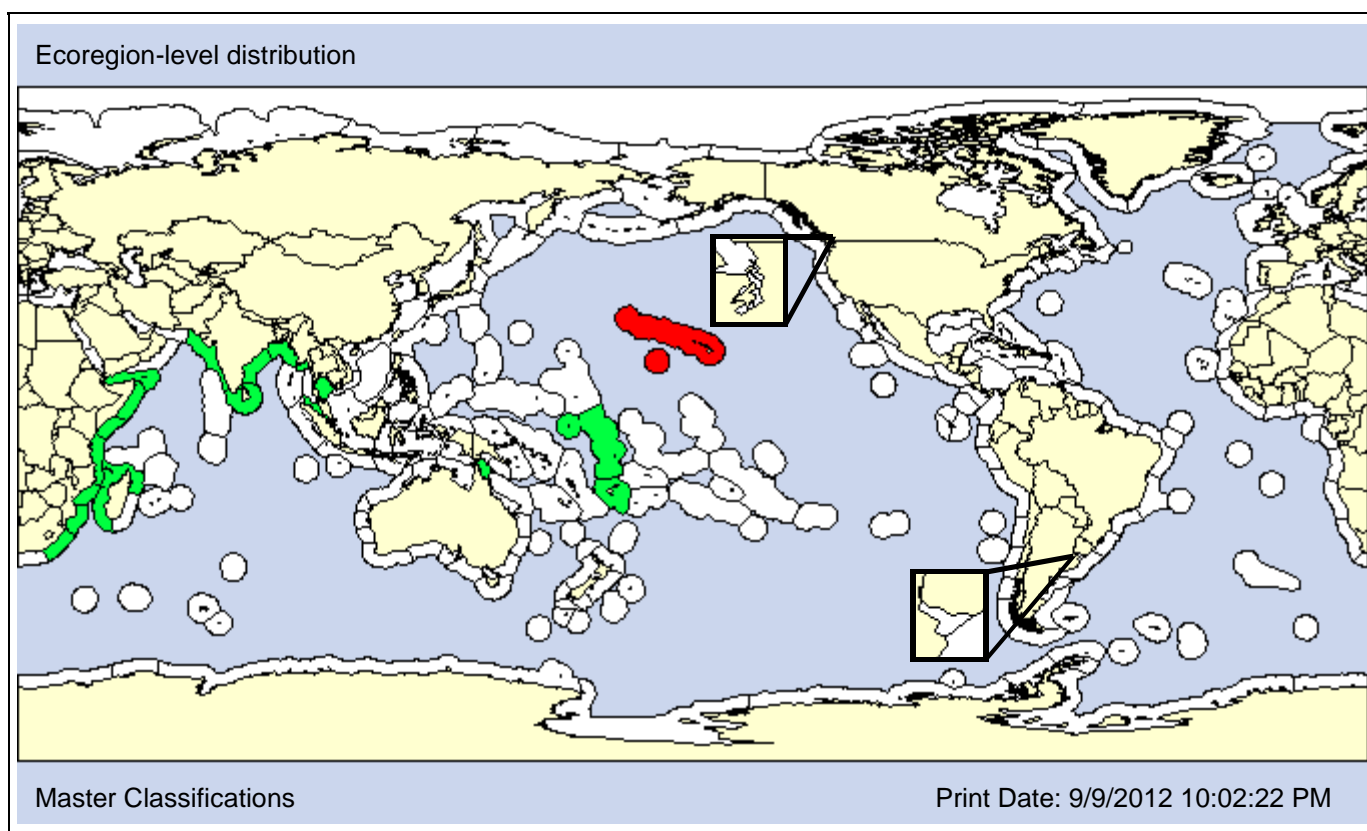 Ecoregion-level distribution
Master Classifications
Print Date: 9/9/2012 10:02:22 PM